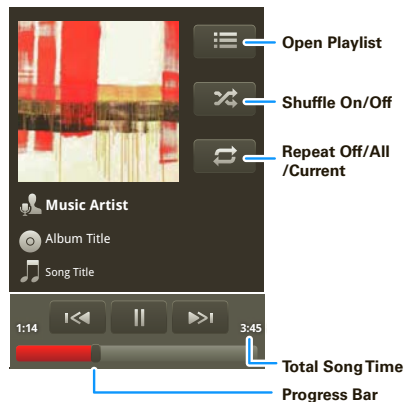 Open Playlist
Shuffle On/Off
Repeat Off/All
/Current
Music Artist
Album Title
Song Title
1:14
3:45
Total Song Time
Progress Bar